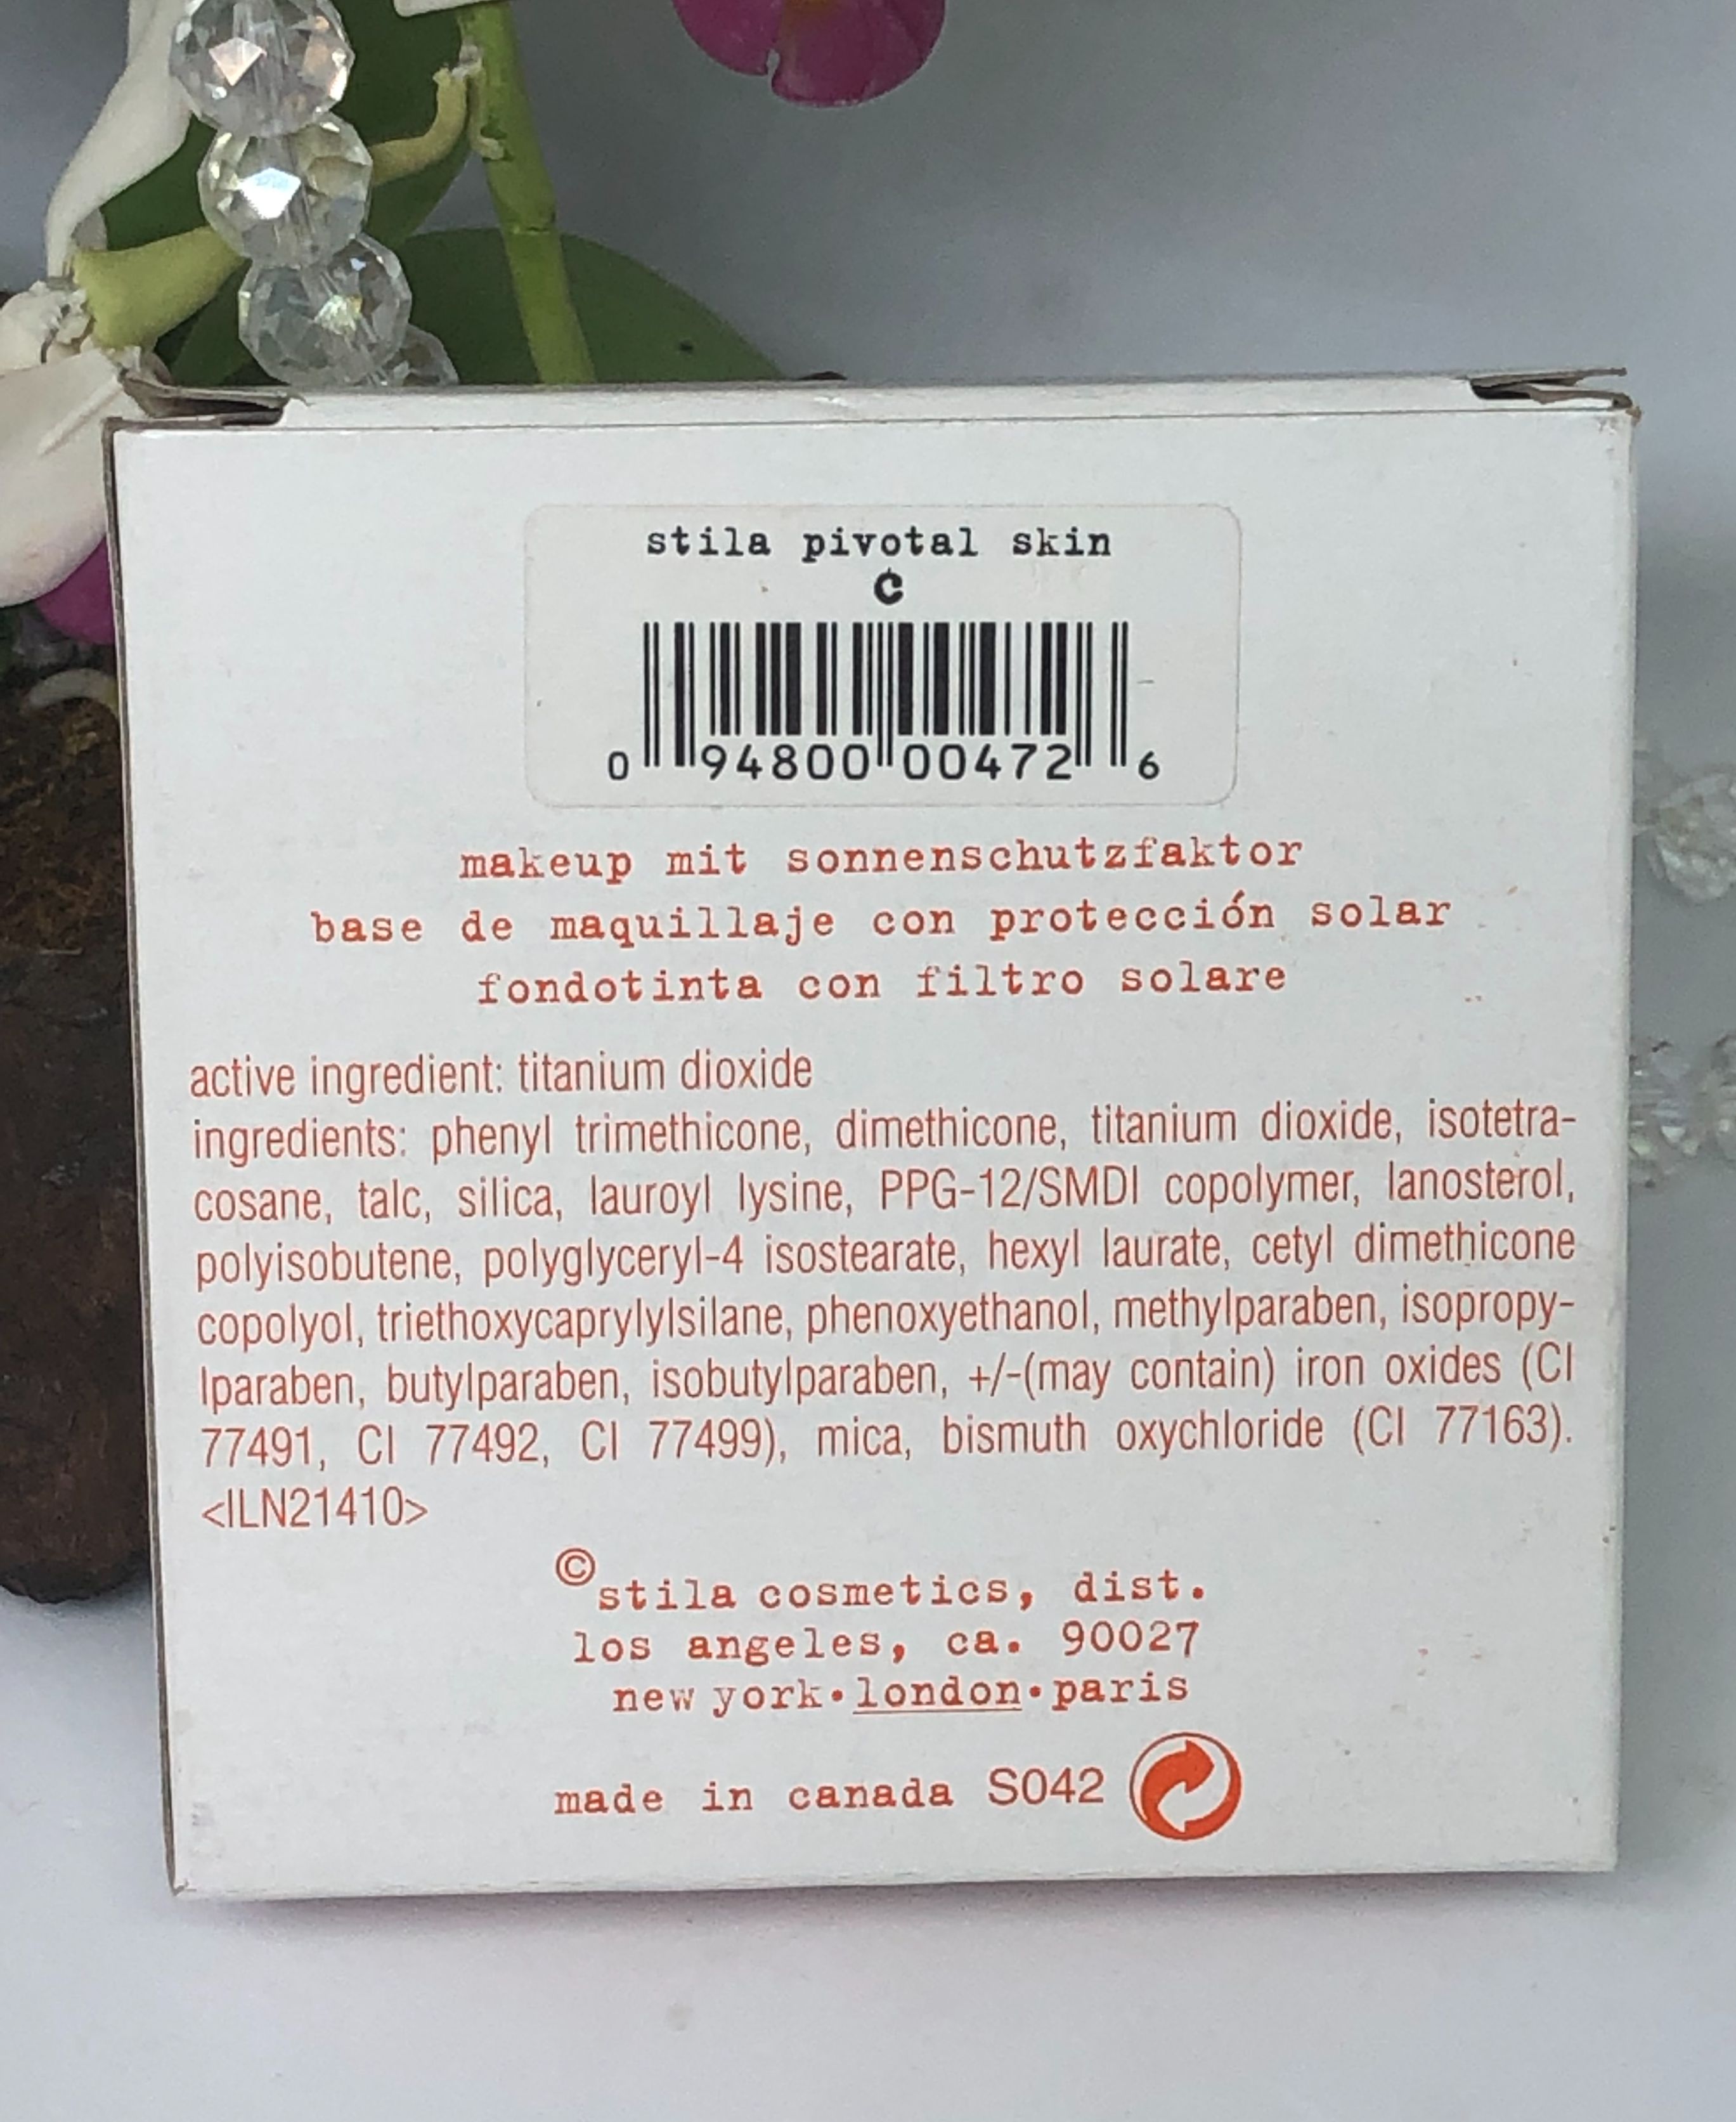 stila pivotal skin
c
0 94800 00472 6
makeup mit sonnenschutzfaktor
base de maquillaje con protección solar
fondotinta con filtro solare
active ingredient: titanium dioxide
ingredients: phenyl trimethicone, dimethicone, titanium dioxide, isotetra-
cosane, talc, silica, lauroyl lysine, PPG-12/SMDI copolymer, lanosterol,
polyisobutene, polyglyceryl-4 isostearate, hexyl laurate, cetyl dimethicone
copolyol, triethoxycaprylylsilane, phenoxyethanol, methylparaben, isopropy-
lparaben, butylparaben, isobutylparaben, +/-(may contain) iron oxides (CI
77491, CI 77492, CI 77499), mica, bismuth oxychloride (CI 77163).
<ILN21410>
©stila cosmetics, dist.
los angeles, ca. 90027
new york•london•paris
made in canada S042